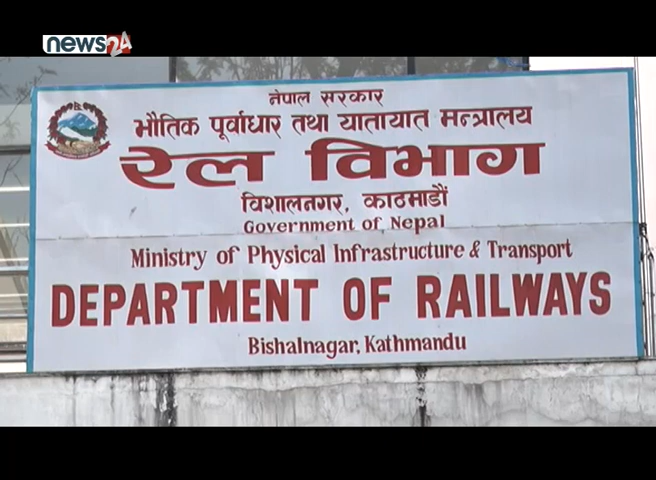 news24
नेपाल सरकार
भौतिक पूर्वाधार तथा यातायात मन्त्रालय
रेल विभाग
विशालनगर, काठमाडौं
Government of Nepal
Ministry of Physical Infrastructure & Transport
DEPARTMENT OF RAILWAYS
Bishalnagar, Kathmandu